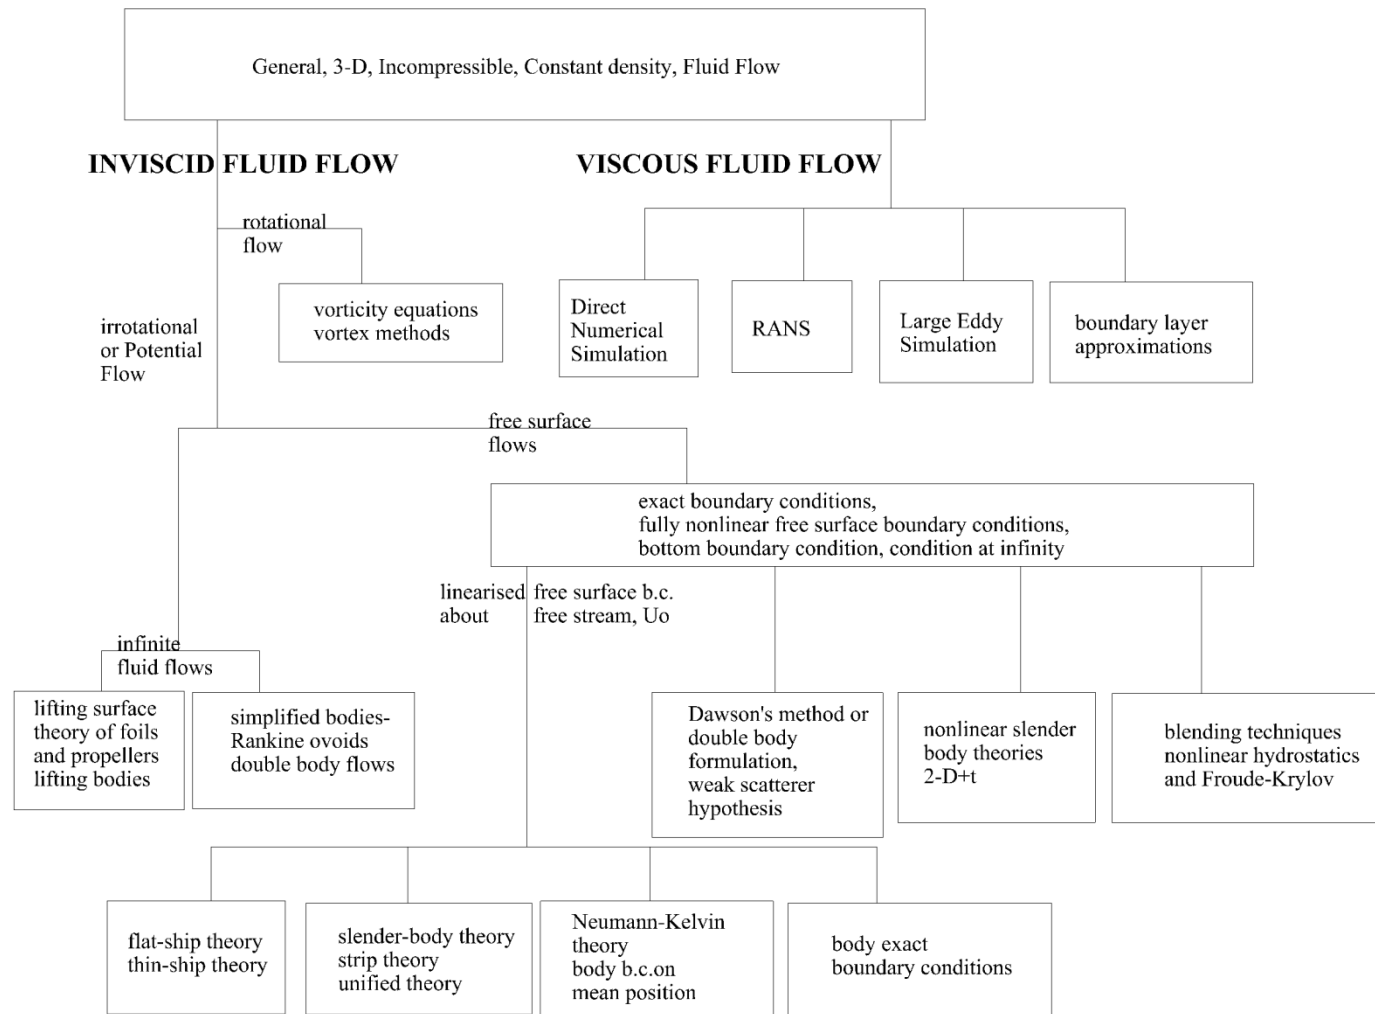 General, 3-D, Incompressible, Constant density, Fluid Flow
INVISCID FLUID FLOW
VISCOUS FLUID FLOW
rotational
flow
vorticity equations
vortex methods
irrotational
or Potential
Flow
Direct
Numerical
Simulation
RANS
Large Eddy
Simulation
boundary layer
approximations
free surface
flows
exact boundary conditions,
fully nonlinear free surface boundary conditions,
bottom boundary condition, condition at infinity
linearised free surface b.c.
about free stream, Uo
infinite
fluid flows
lifting surface
theory of foils
and propellers
lifting bodies
simplified bodies-
Rankine ovoids
double body flows
Dawson's method or
double body
formulation,
weak scatterer
hypothesis
nonlinear slender
body theories
2-D+t
blending techniques
nonlinear hydrostatics
and Froude-Krylov
flat-ship theory
thin-ship theory
slender-body theory
strip theory
unified theory
Neumann-Kelvin
theory
body b.c.on
mean position
body exact
boundary conditions